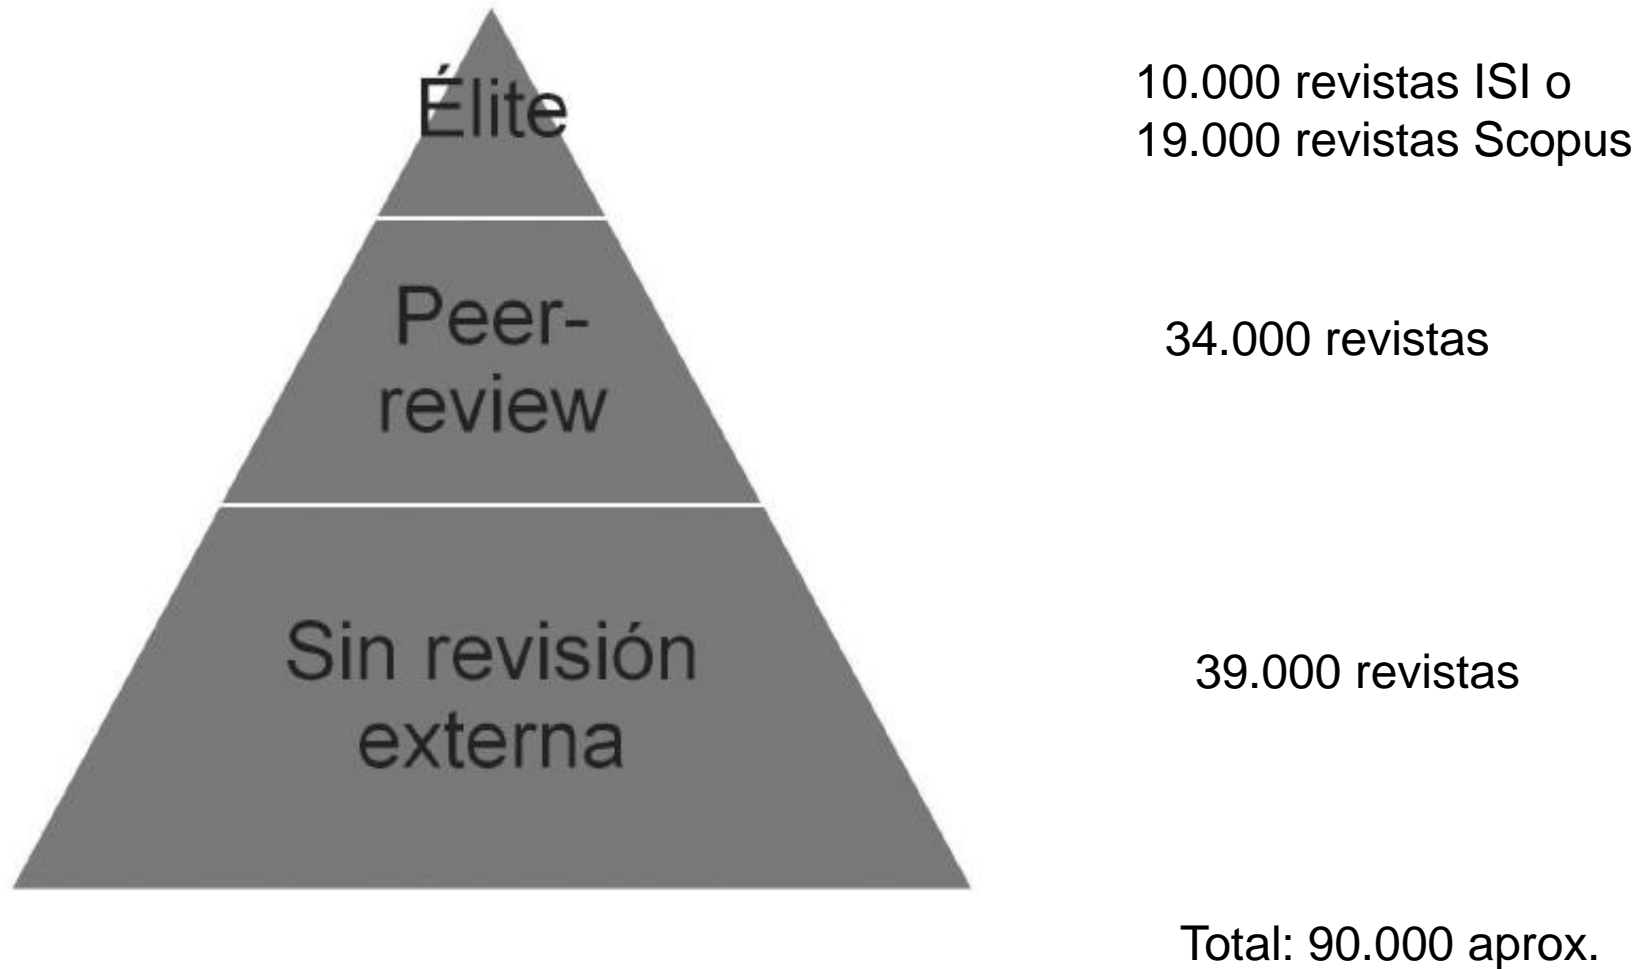 Élite
10.000 revistas ISI o
19.000 revistas Scopus
Peer-
review
34.000 revistas
Sin revisión
externa
39.000 revistas
Total: 90.000 aprox.